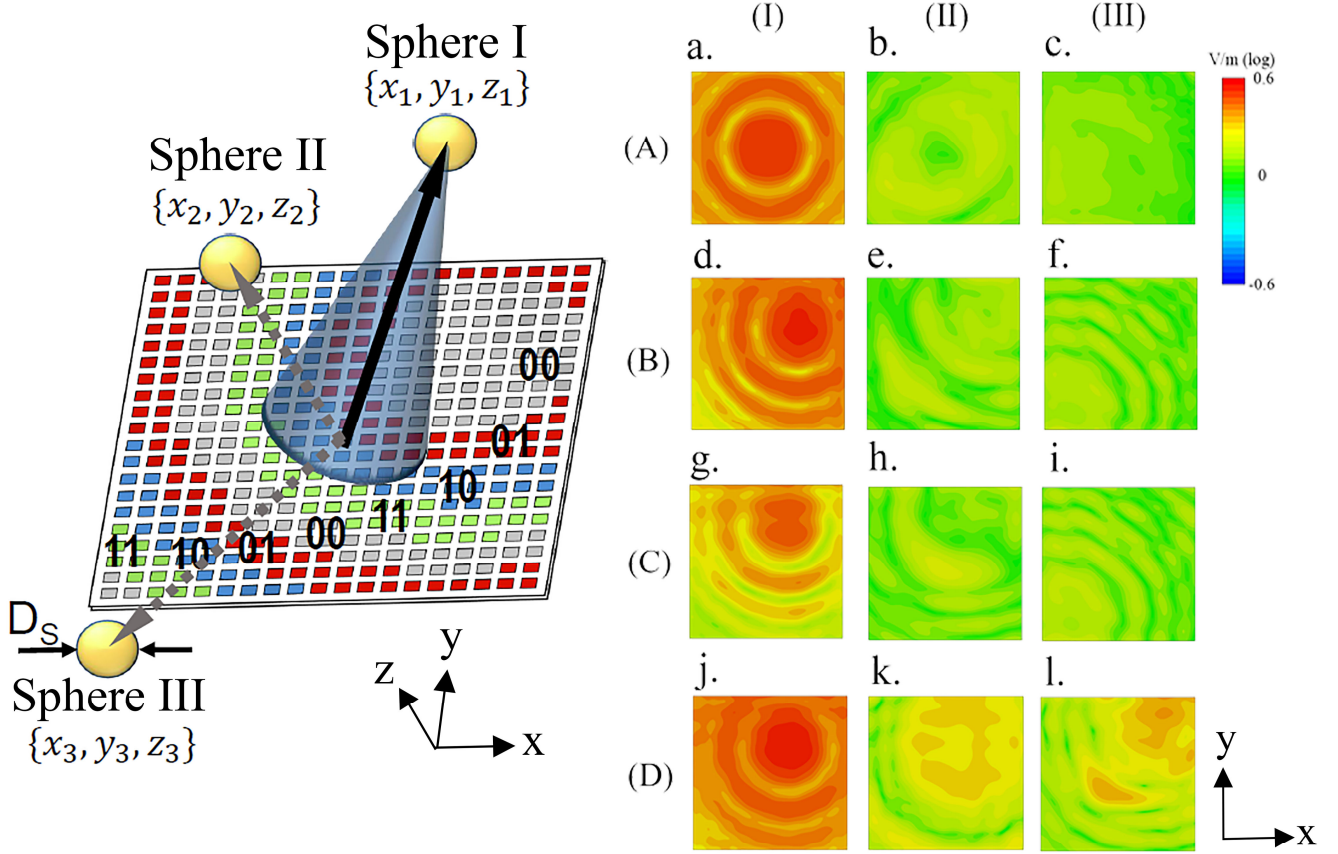 Sphere I
{x₁, y₁, z₁}
Sphere II
{x₂, y₂, z₂}
00
01
10
11
00
01
10
11
D_S
Sphere III
{x₃, y₃, z₃}
z
y
x
(I)
(II)
(III)
a.
b.
c.
V/m (log)
0.6
0
-0.6
(A)
d.
e.
f.
(B)
g.
h.
i.
(C)
j.
k.
l.
(D)
y
x